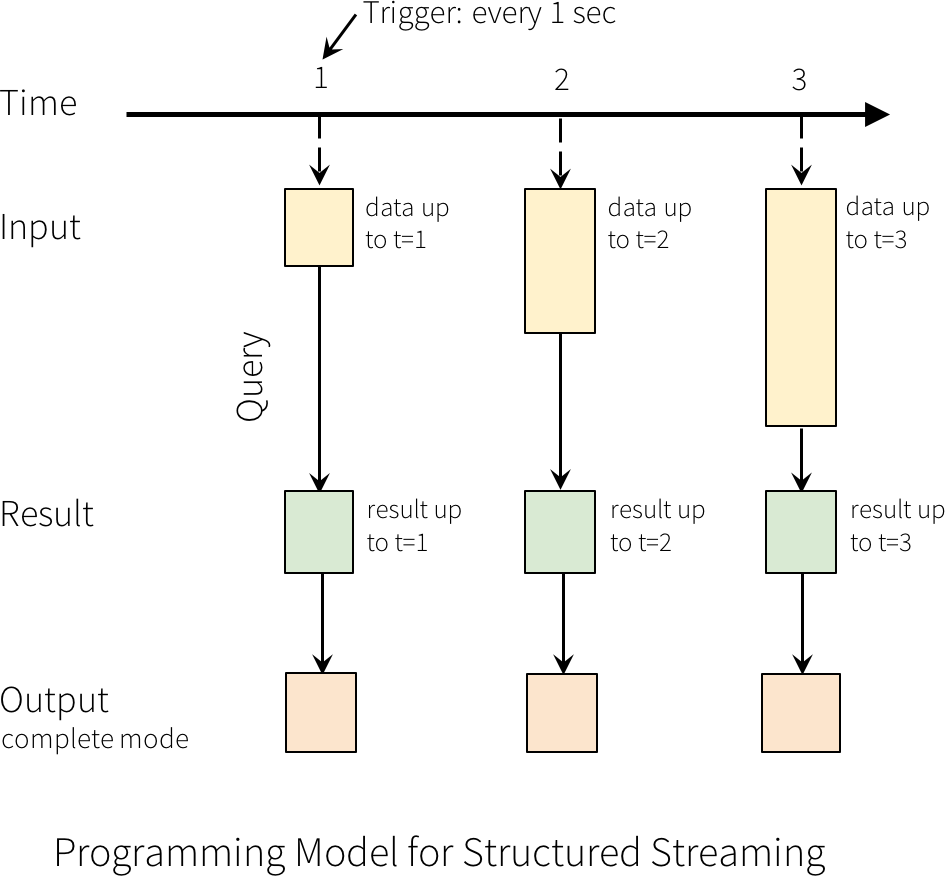 Trigger: every 1 sec
1
2
3
Time
Input
data up
to t=1
data up
to t=2
data up
to t=3
Query
Result
result up
to t=1
result up
to t=2
result up
to t=3
Output
complete mode
Programming Model for Structured Streaming